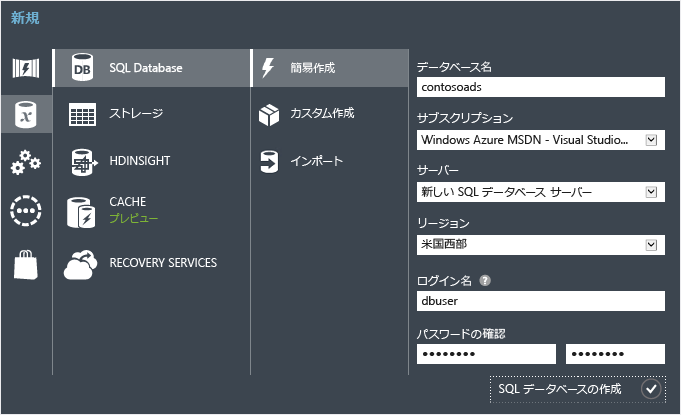 新規
SQL Database
ストレージ
HDINSIGHT
CACHE
プレビュー
RECOVERY SERVICES
簡易作成
カスタム作成
インポート
データベース名
contosoads
サブスクリプション
Windows Azure MSDN - Visual Studio...
サーバー
新しい SQL データベース サーバー
リージョン
米国西部
ログイン名 ?
dbuser
パスワードの確認
•••••••• ••••••••
SQL データベースの作成